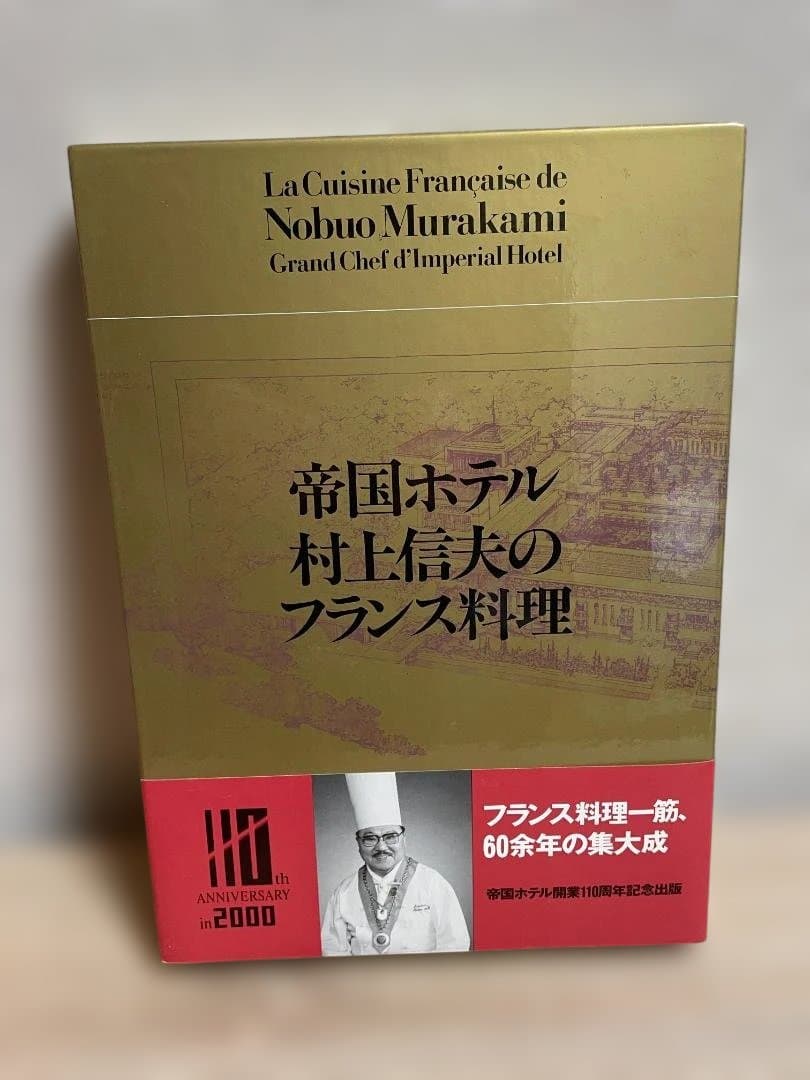 La Cuisine Française de
Nobuo Murakami
Grand Chef d'Imperial Hotel
帝国ホテル
村上信夫の
フランス料理
110th
ANNIVERSARY
in 2000
フランス料理一筋、
60余年の集大成
帝国ホテル開業110周年記念出版